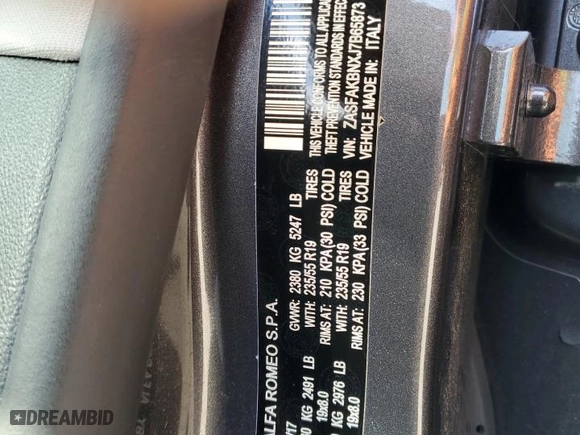 ALFA ROMEO S.P.A.
GVWR: 2380 KG 5247 LB
WITH: 235/55 R19 TIRES
RIMS AT: 210 KPA(30 PSI) COLD
WITH: 235/55 R19 TIRES
RIMS AT: 230 KPA(33 PSI) COLD
KG 2491 LB
19x8.0
KG 2976 LB
19x8.0
THIS VEHICLE CONFORMS TO ALL APPLICA
THEFT PREVENTION STANDARDS IN EFFEC
VIN: ZASFAKBNXJ7B65873
VEHICLE MADE IN: ITALY
DREAMBID